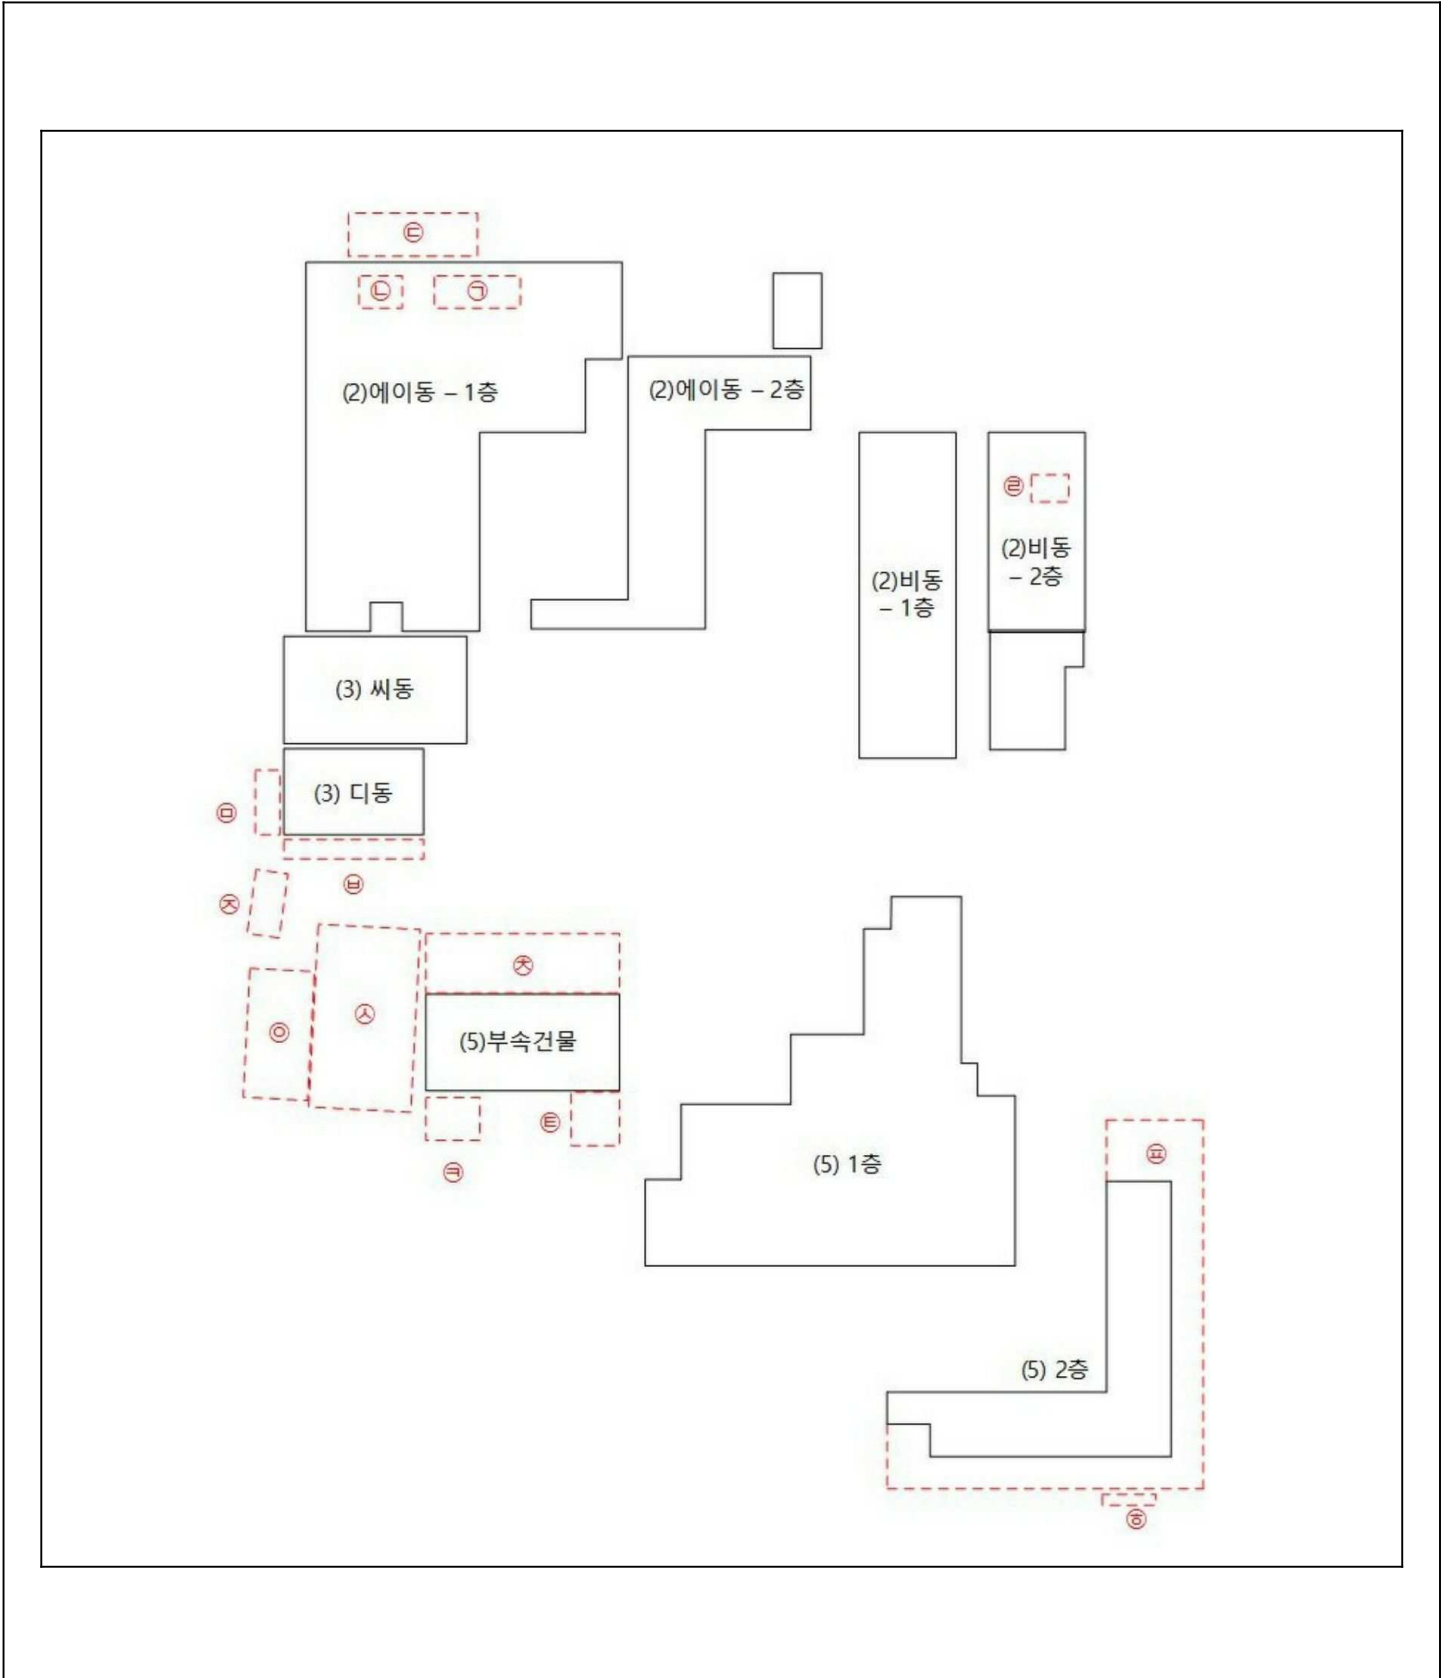 ㉢
㉡
㉠
(2)에이동 – 1층
(2)에이동 – 2층
㉣
(2)비동
– 2층
(2)비동
– 1층
(3) 씨동
(3) 디동
㉤
㉥
㉨
㉩
㉦
㉧
(5)부속건물
㉫
㉪
(5) 1층
㉬
(5) 2층
㉭